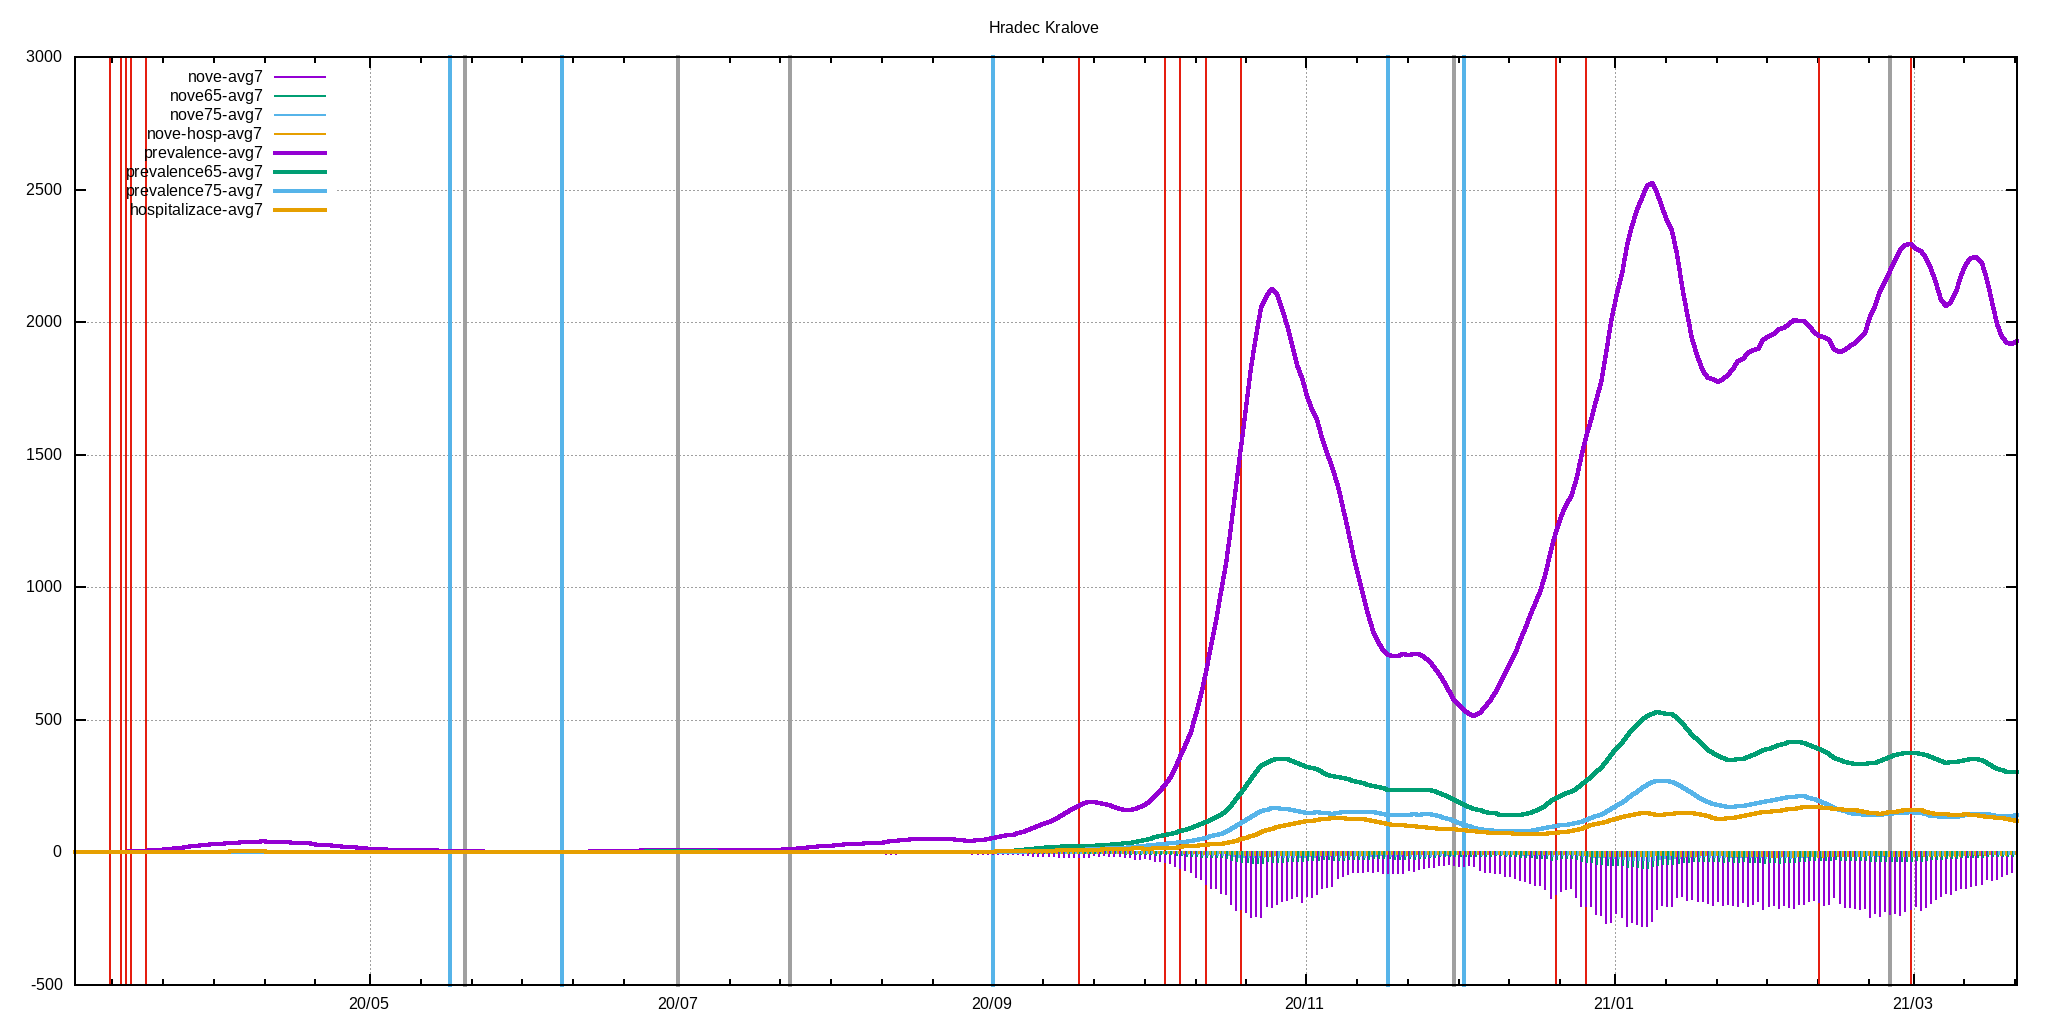 Hradec Kralove
3000
2500
2000
1500
1000
500
0
-500
nove-avg7
nove65-avg7
nove75-avg7
nove-hosp-avg7
prevalence-avg7
prevalence65-avg7
prevalence75-avg7
hospitalizace-avg7
20/05
20/07
20/09
20/11
21/01
21/03